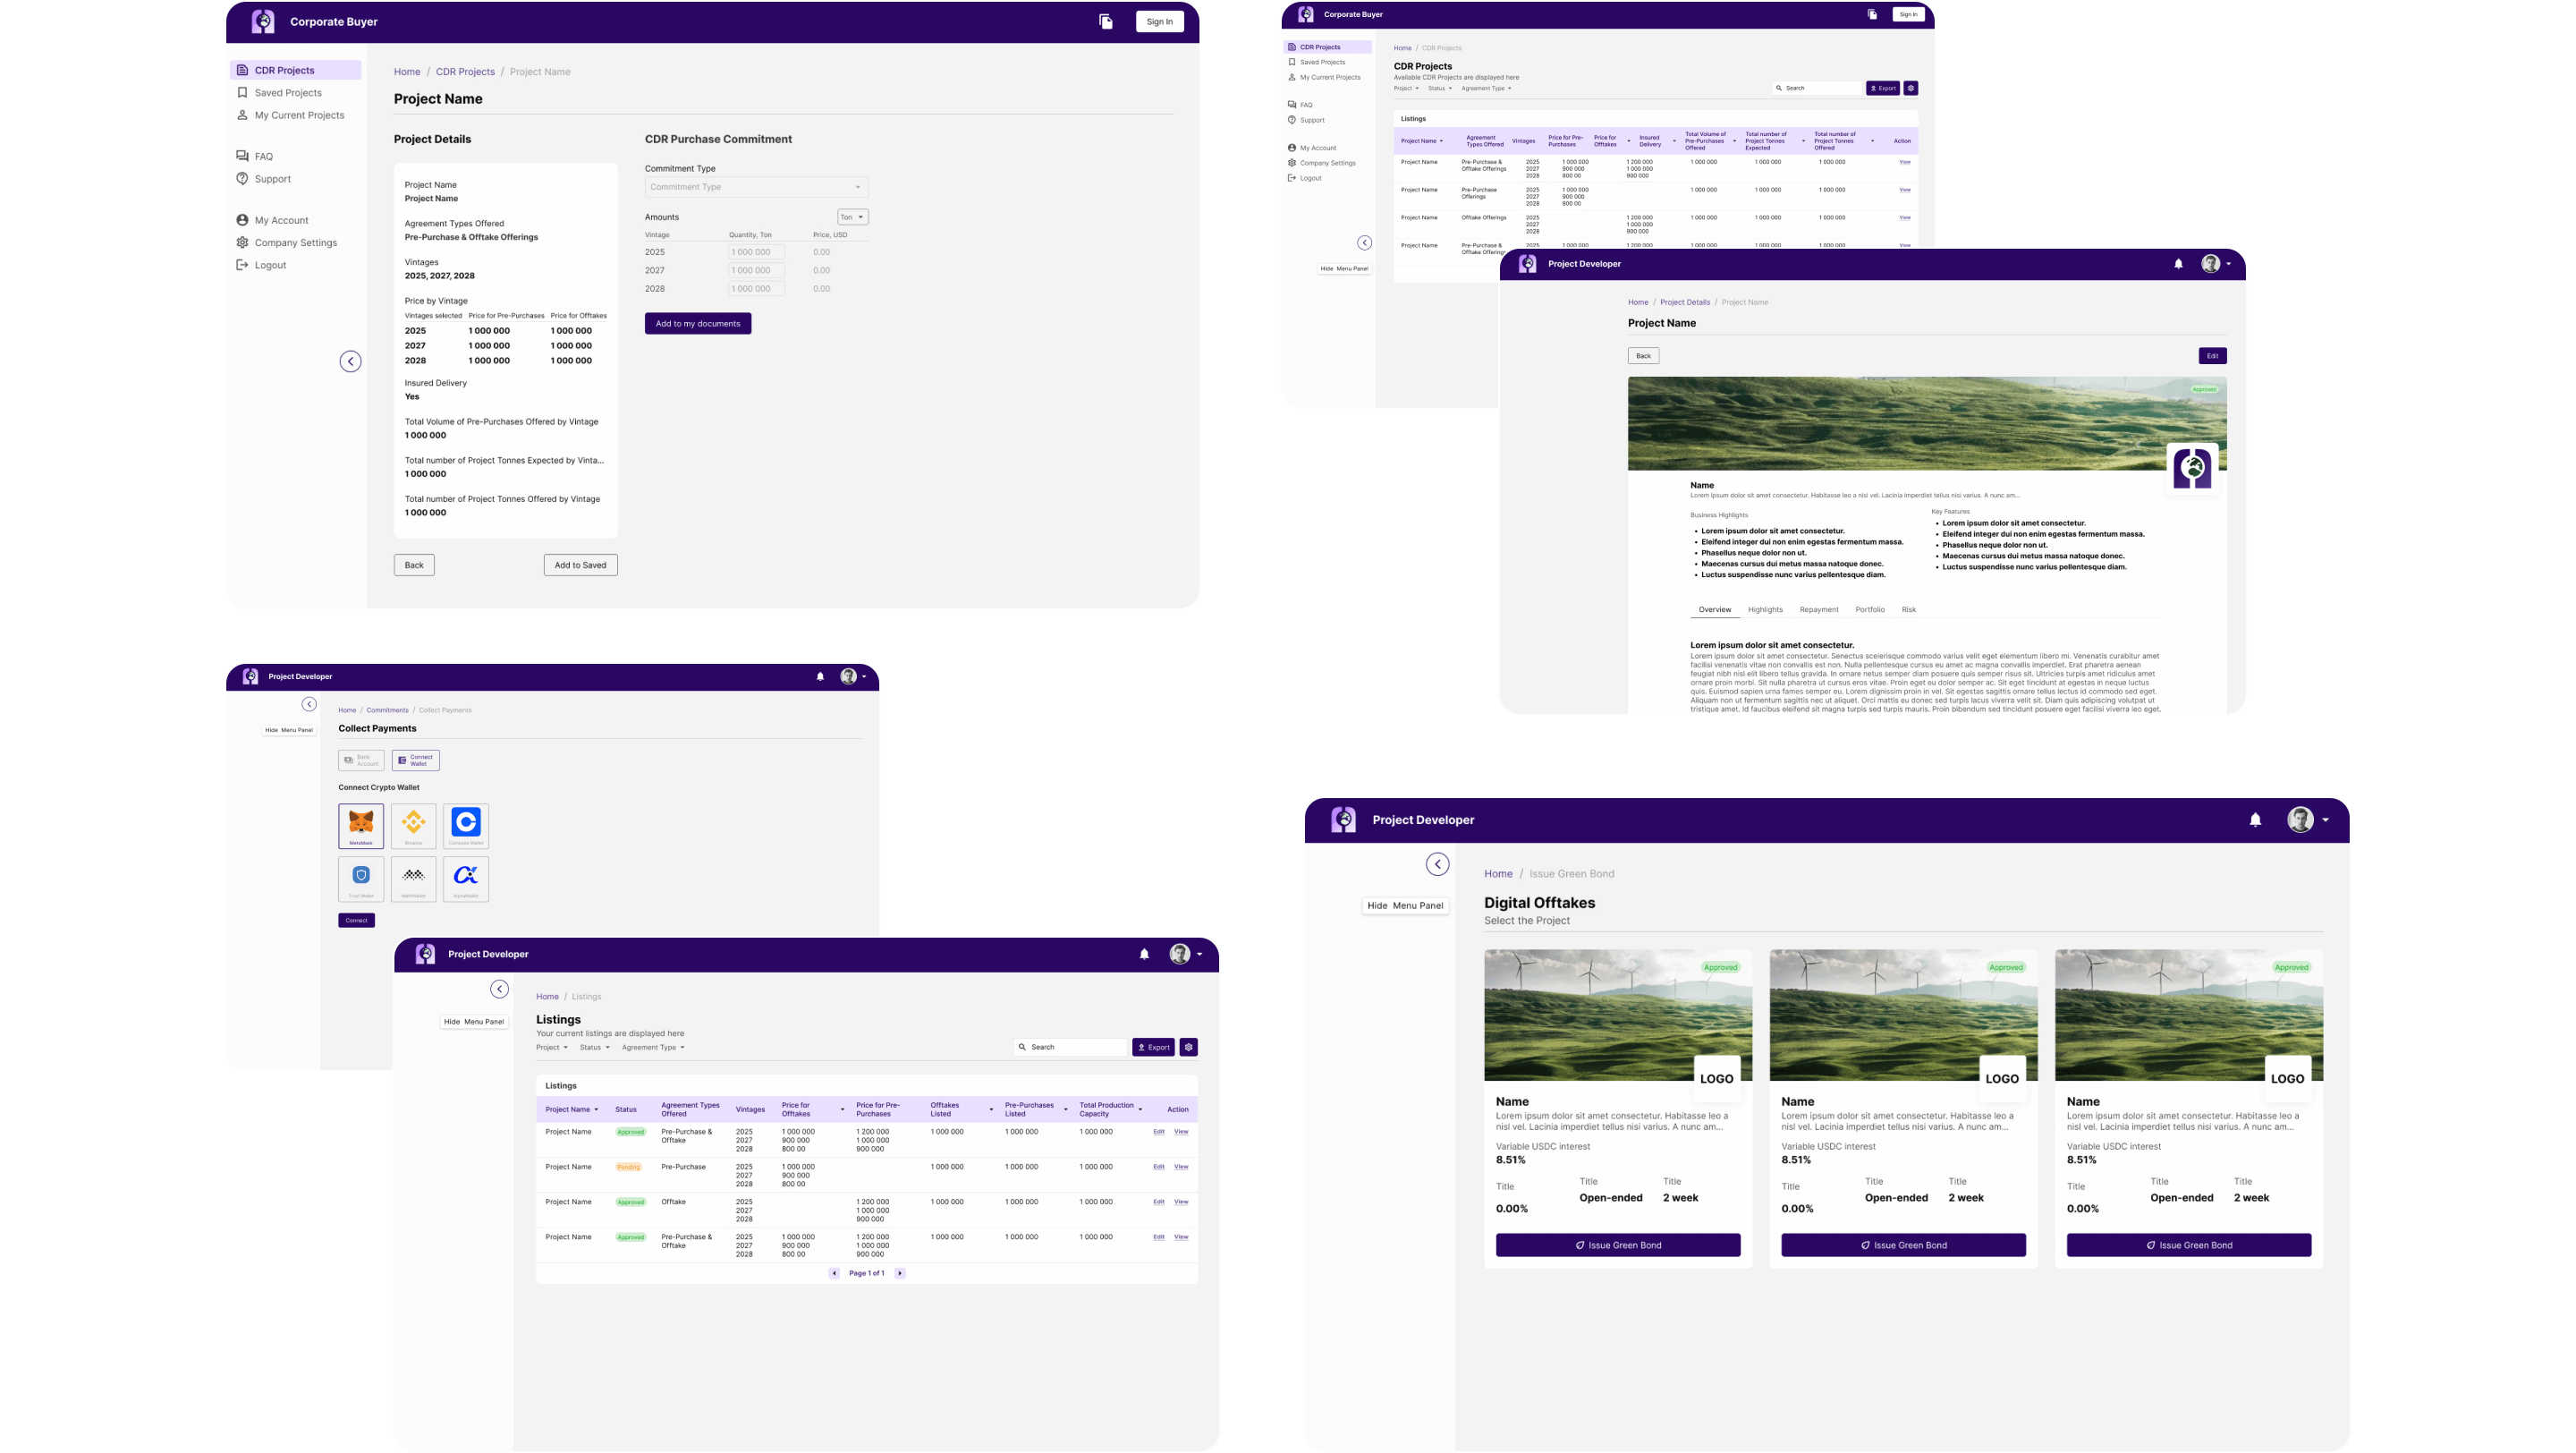 Corporate Buyer
Sign In
CDR Projects
Saved Projects
My Current Projects
FAQ
Support
My Account
Company Settings
Logout
Home / CDR Projects / Project Name
Project Name
Project Details
Project Name
Project Name
Agreement Types Offered
Pre-Purchase & Offtake Offerings
Vintages
2025, 2027, 2028
Price by Vintage
Vintages selected Price for Pre-Purchases Price for Offtakes
2025 1 000 000 1 000 000
2027 1 000 000 1 000 000
2028 1 000 000 1 000 000
Insured Delivery
Yes
Total Volume of Pre-Purchases Offered by Vintage
1 000 000
Total number of Project Tonnes Expected by Vinta...
1 000 000
Total number of Project Tonnes Offered by Vintage
1 000 000
Back
Add to Saved
CDR Purchase Commitment
Commitment Type
Commitment Type
Amounts Ton
Vintage Quantity, Ton Price, USD
2025 1 000 000 0.00
2027 1 000 000 0.00
2028 1 000 000 0.00
Add to my documents
Corporate Buyer
Sign In
CDR Projects
Saved Projects
My Current Projects
FAQ
Support
My Account
Company Settings
Logout
Hide Menu Panel
Home / CDR Projects
CDR Projects
Available CDR Projects are displayed here
Project Status Agreement Type
Search
Export
Listings
Project Name
Agreement
Types Offered
Vintages
Price for Pre-
Purchases
Price for
Offtakes
Insured
Delivery
Total Volume of
Pre-Purchases
Offered
Total number of
Project Tonnes
Expected
Total number of
Project Tonnes
Offered
Action
Project Name Pre-Purchase & 2025 1 000 000 1 200 000 1 000 000 1 000 000 1 000 000 View
Offtake Offerings 2027 900 000 1 000 000
2028 800 00 900 000
Project Name Pre-Purchase 2025 1 000 000 1 000 000 1 000 000 1 000 000 View
Offerings 2027 900 000
2028 800 00
Project Name Offtake Offerings 2025 1 200 000 1 000 000 1 000 000 1 000 000 View
2027 1 000 000
2028 900 000
Project Name Pre-Purchase & 2025 1 000 000 1 200 000 1 000 000 1 000 000 1 000 000 View
Offtake Offerings
Project Developer
Home / Project Details / Project Name
Project Name
Back
Edit
Approved
Name
Lorem ipsum dolor sit amet consectetur. Habitasse leo a nisl vel. Lacinia imperdiet tellus nisi varius. A nunc am...
Business Highlights
• Lorem ipsum dolor sit amet consectetur.
• Eleifend integer dui non enim egestas fermentum massa.
• Phasellus neque dolor non ut.
• Maecenas cursus dui metus massa natoque donec.
• Luctus suspendisse nunc varius pellentesque diam.
Key Features
• Lorem ipsum dolor sit amet consectetur.
• Eleifend integer dui non enim egestas fermentum massa.
• Phasellus neque dolor non ut.
• Maecenas cursus dui metus massa natoque donec.
• Luctus suspendisse nunc varius pellentesque diam.
Overview Highlights Repayment Portfolio Risk
Lorem ipsum dolor sit amet consectetur.
Lorem ipsum dolor sit amet consectetur. Senectus scelerisque commodo varius velit eget elementum libero mi. Venenatis curabitur amet
facilisi venenatis vitae non convallis est non. Nulla pellentesque cursus eu amet ac magna convallis imperdiet. Erat pharetra aenean
feugiat nibh nisl elit libero tellus gravida. In ornare netus semper diam posuere quis semper risus sit. Ultricies turpis amet ridiculus amet
ornare proin morbi. Sit nulla pharetra ut cursus eros vitae. Proin eget eu dolor semper ac. Sit eget tincidunt at egestas in neque luctus
quis. Euismod sapien urna fames semper eu. Lorem dignissim proin in vel. Sit egestas sagittis ornare tellus lectus id commodo sed eget.
Aliquam non ut fermentum sagittis nec ut aliquet. Orci mattis eu donec sed turpis lacus viverra velit sit. Diam quis adipiscing volutpat ut
tristique amet. Id faucibus eleifend sit magna turpis sed turpis mauris. Proin bibendum sed tincidunt posuere eget facilisi viverra leo eget.
Project Developer
Hide Menu Panel
Home / Commitments / Collect Payments
Collect Payments
Bank
Account
Connect
Wallet
Connect Crypto Wallet
MetaMask Binance Coinbase Wallet
Trust Wallet MathWallet AlphaWallet
Connect
Project Developer
Hide Menu Panel
Home / Listings
Listings
Your current listings are displayed here
Project Status Agreement Type
Search
Export
Listings
Project Name
Status
Agreement Types
Offered
Vintages
Price for
Offtakes
Price for Pre-
Purchases
Offtakes
Listed
Pre-Purchases
Listed
Total Production
Capacity
Action
Project Name Approved Pre-Purchase & 2025 1 000 000 1 200 000 1 000 000 1 000 000 1 000 000 Edit View
Offtake 2027 900 000 1 000 000
2028 800 00 900 000
Project Name Pending Pre-Purchase 2025 1 000 000 1 000 000 1 000 000 1 000 000 Edit View
2027 900 000
2028 800 00
Project Name Approved Offtake 2025 1 200 000 1 000 000 1 000 000 1 000 000 Edit View
2027 1 000 000
2028 900 000
Project Name Approved Pre-Purchase & 2025 1 000 000 1 200 000 1 000 000 1 000 000 1 000 000 Edit View
Offtake 2027 900 000 1 000 000
2028 800 00 900 000
Page 1 of 1
Project Developer
Hide Menu Panel
Home / Issue Green Bond
Digital Offtakes
Select the Project
Approved
LOGO
Name
Lorem ipsum dolor sit amet consectetur. Habitasse leo a
nisl vel. Lacinia imperdiet tellus nisi varius. A nunc am...
Variable USDC interest
8.51%
Title Title Title
0.00% Open-ended 2 week
Issue Green Bond
Approved
LOGO
Name
Lorem ipsum dolor sit amet consectetur. Habitasse leo a
nisl vel. Lacinia imperdiet tellus nisi varius. A nunc am...
Variable USDC interest
8.51%
Title Title Title
0.00% Open-ended 2 week
Issue Green Bond
Approved
LOGO
Name
Lorem ipsum dolor sit amet consectetur. Habitasse leo a
nisl vel. Lacinia imperdiet tellus nisi varius. A nunc am...
Variable USDC interest
8.51%
Title Title Title
0.00% Open-ended 2 week
Issue Green Bond